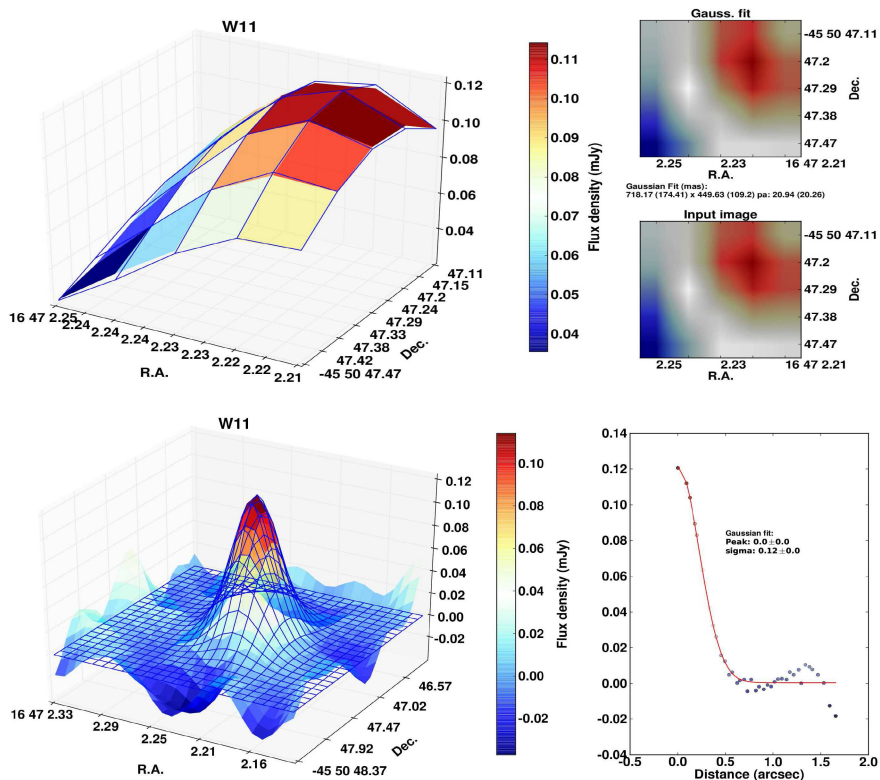 W11
0.12
0.10
0.08
0.06
0.04
47.11
47.15
47.2
47.24
47.29
47.33
47.38
47.42
-45 50 47.47
Dec.
16 47 2.25
2.24
2.24
2.24
2.23
2.23
2.22
2.22
2.21
R.A.
0.11
0.10
0.09
0.08
0.07
0.06
0.05
0.04
Flux density (mJy)
Gauss. fit
-45 50 47.11
47.2
47.29
47.38
47.47
Dec.
2.25
2.23
16 47 2.21
R.A.
Gaussian Fit (mas):
718.17 (174.41) x 449.63 (109.2) pa: 20.94 (20.26)
Input image
-45 50 47.11
47.2
47.29
47.38
47.47
Dec.
2.25
2.23
16 47 2.21
R.A.
W11
0.12
0.10
0.08
0.06
0.04
0.02
0.00
-0.02
46.57
47.02
47.47
47.92
-45 50 48.37
Dec.
16 47 2.33
2.29
2.25
2.21
2.16
R.A.
0.10
0.08
0.06
0.04
0.02
0.00
-0.02
Flux density (mJy)
0.14
0.12
0.10
0.08
0.06
0.04
0.02
0.00
-0.02
-0.04
Gaussian fit:
Peak: 0.0±0.0
sigma: 0.12±0.0
-0.5
0.0
0.5
1.0
1.5
2.0
Distance (arcsec)